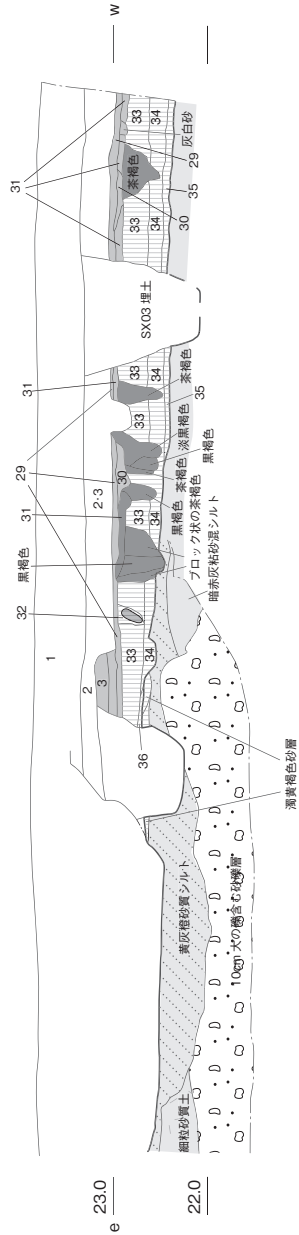 e
w
23.0
22.0
1
2
3
2·3
黒褐色
32
31
29
31
31
30
33
34
33
34
33
33
34
36
35
SX03 埋土
31
33
34
茶褐色
33
34
30
35
29
灰白砂
黒褐色
茶褐色
淡黒褐色
黒褐色
茶褐色
ブロック状の茶褐色
暗赤灰粘砂混シルト
濁黄褐色砂層
黄灰橙砂質シルト
10cm 大の礫含む砂礫層
細粒砂質土